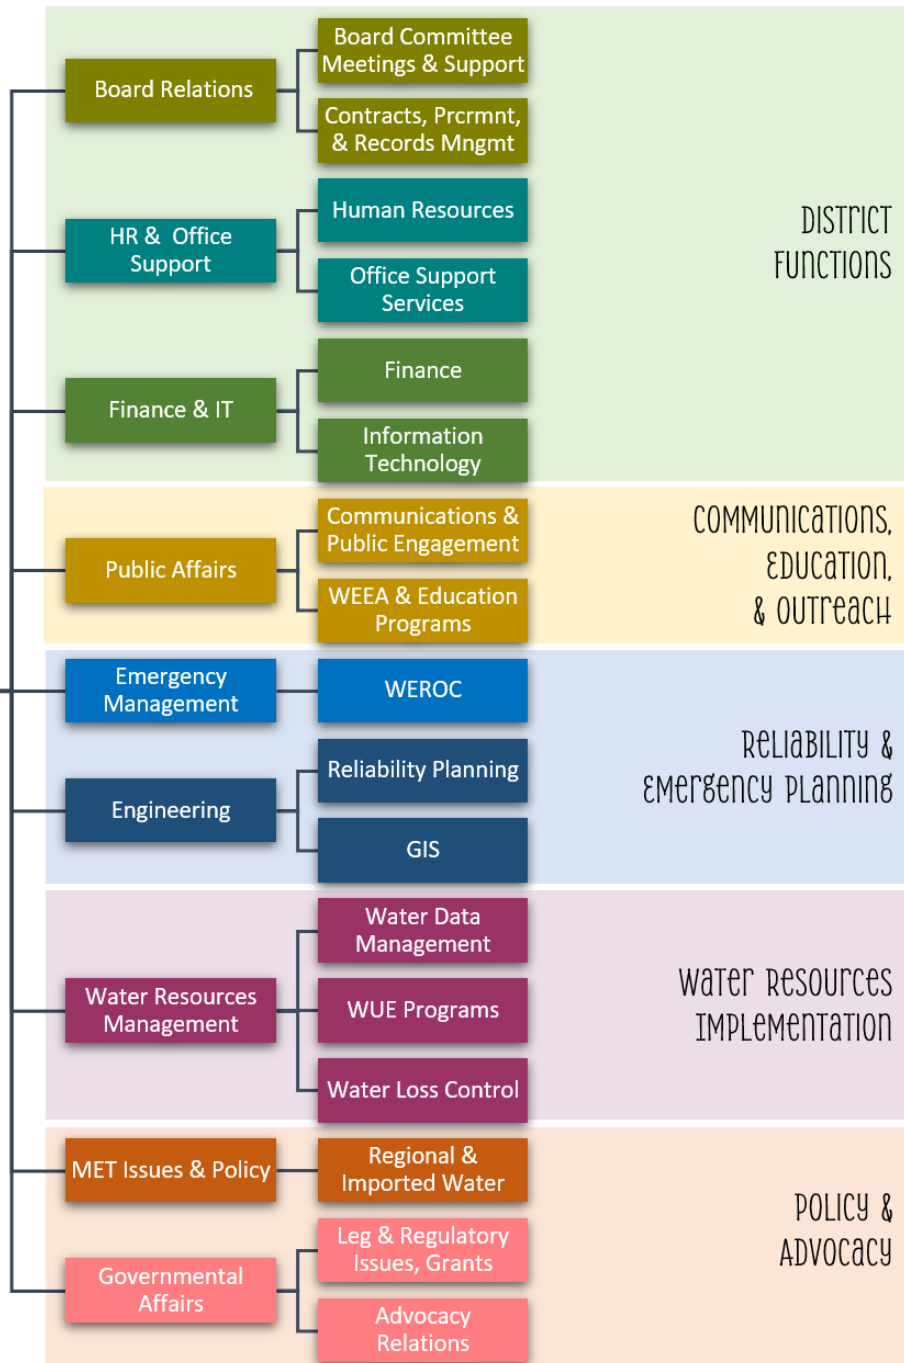 Board Relations
Board Committee
Meetings & Support
Contracts, Prcrmnt,
& Records Mngmt
HR & Office
Support
Human Resources
Office Support
Services
Finance & IT
Finance
Information
Technology
DISTRICT
FUNCTIONS
Public Affairs
Communications &
Public Engagement
WEEA & Education
Programs
COMMUNICATIONS,
EDUCATION,
& OUTREACH
Emergency
Management
WEROC
Engineering
Reliability Planning
GIS
RELIABILITY &
EMERGENCY PLANNING
Water Resources
Management
Water Data
Management
WUE Programs
Water Loss Control
WATER RESOURCES
IMPLEMENTATION
MET Issues & Policy
Regional &
Imported Water
Governmental
Affairs
Leg & Regulatory
Issues, Grants
Advocacy
Relations
POLICY &
ADVOCACY